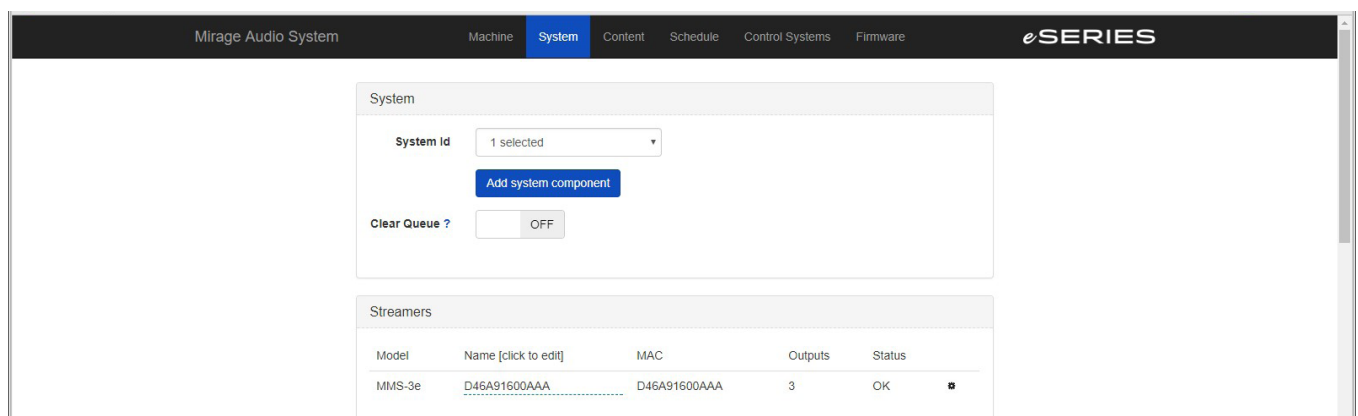 Mirage Audio System Machine System Content Schedule Control Systems Firmware eSERIES
System
System Id 1 selected
Add system component
Clear Queue ? OFF
Streamers
Model Name [click to edit] MAC Outputs Status
MMS-3e D46A91600AAA D46A91600AAA 3 OK